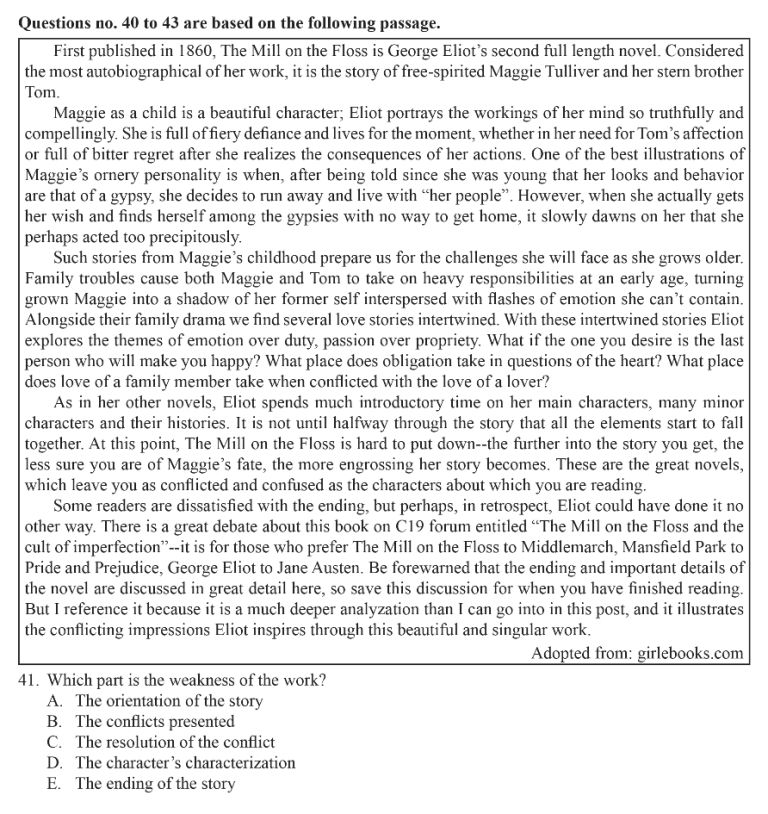 Questions no. 40 to 43 are based on the following passage.
First published in 1860, The Mill on the Floss is George Eliot’s second full length novel. Considered
the most autobiographical of her work, it is the story of free-spirited Maggie Tulliver and her stern brother
Tom.
Maggie as a child is a beautiful character; Eliot portrays the workings of her mind so truthfully and
compellingly. She is full of fiery defiance and lives for the moment, whether in her need for Tom’s affection
or full of bitter regret after she realizes the consequences of her actions. One of the best illustrations of
Maggie’s ornery personality is when, after being told since she was young that her looks and behavior
are that of a gypsy, she decides to run away and live with “her people”. However, when she actually gets
her wish and finds herself among the gypsies with no way to get home, it slowly dawns on her that she
perhaps acted too precipitously.
Such stories from Maggie’s childhood prepare us for the challenges she will face as she grows older.
Family troubles cause both Maggie and Tom to take on heavy responsibilities at an early age, turning
grown Maggie into a shadow of her former self interspersed with flashes of emotion she can’t contain.
Alongside their family drama we find several love stories intertwined. With these intertwined stories Eliot
explores the themes of emotion over duty, passion over propriety. What if the one you desire is the last
person who will make you happy? What place does obligation take in questions of the heart? What place
does love of a family member take when conflicted with the love of a lover?
As in her other novels, Eliot spends much introductory time on her main characters, many minor
characters and their histories. It is not until halfway through the story that all the elements start to fall
together. At this point, The Mill on the Floss is hard to put down--the further into the story you get, the
less sure you are of Maggie’s fate, the more engrossing her story becomes. These are the great novels,
which leave you as conflicted and confused as the characters about which you are reading.
Some readers are dissatisfied with the ending, but perhaps, in retrospect, Eliot could have done it no
other way. There is a great debate about this book on C19 forum entitled “The Mill on the Floss and the
cult of imperfection”--it is for those who prefer The Mill on the Floss to Middlemarch, Mansfield Park to
Pride and Prejudice, George Eliot to Jane Austen. Be forewarned that the ending and important details of
the novel are discussed in great detail here, so save this discussion for when you have finished reading.
But I reference it because it is a much deeper analyzation than I can go into in this post, and it illustrates
the conflicting impressions Eliot inspires through this beautiful and singular work.
Adopted from: girlebooks.com
41. Which part is the weakness of the work?
A. The orientation of the story
B. The conflicts presented
C. The resolution of the conflict
D. The character’s characterization
E. The ending of the story